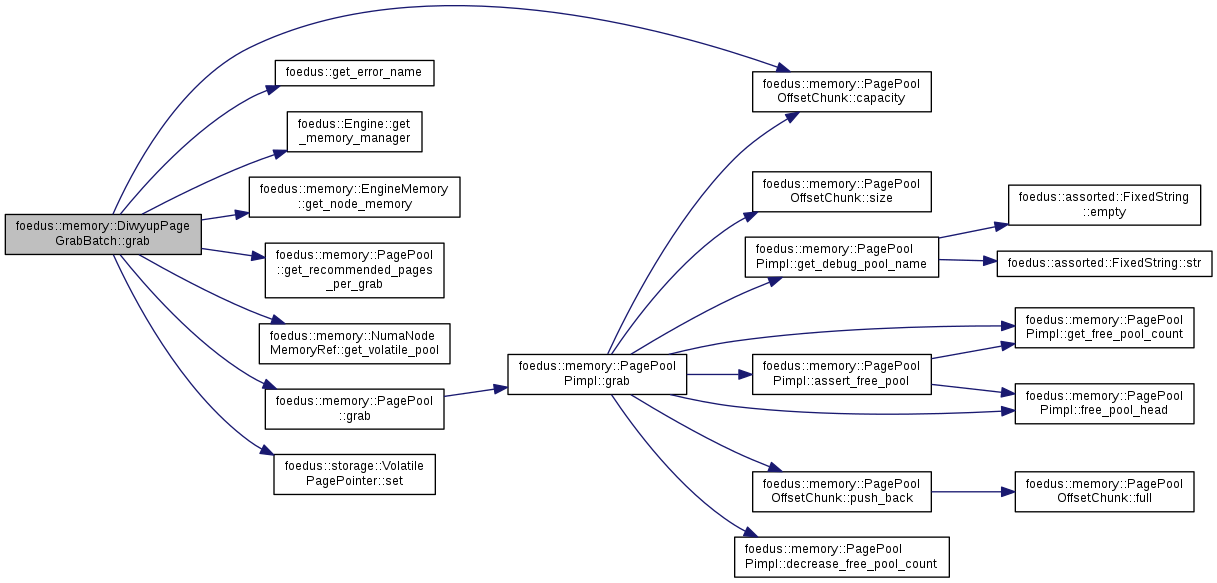 foedus::memory::DivvyupPage
GrabBatch::grab
foedus::get_error_name
foedus::Engine::get
_memory_manager
foedus::memory::EngineMemory
::get_node_memory
foedus::memory::PagePool
::get_recommended_pages
_per_grab
foedus::memory::NumaNode
MemoryRef::get_volatile_pool
foedus::memory::PagePool
::grab
foedus::storage::Volatile
PagePointer::set
foedus::memory::PagePool
Pimpl::grab
foedus::memory::PagePool
OffsetChunk::capacity
foedus::memory::PagePool
OffsetChunk::size
foedus::memory::PagePool
Pimpl::get_debug_pool_name
foedus::memory::PagePool
Pimpl::assert_free_pool
foedus::memory::PagePool
OffsetChunk::push_back
foedus::memory::PagePool
Pimpl::decrease_free_pool_count
foedus::assorted::FixedString
::empty
foedus::assorted::FixedString::str
foedus::memory::PagePool
Pimpl::get_free_pool_count
foedus::memory::PagePool
Pimpl::free_pool_head
foedus::memory::PagePool
OffsetChunk::full